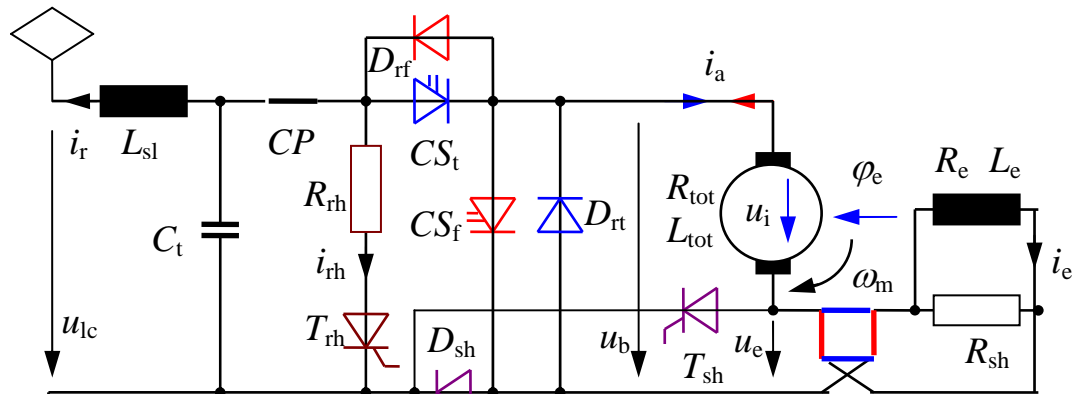 D_rf
i_a
i_r
L_sl
CP
CS_t
R_rh
CS_f
D_rt
R_tot
L_tot
u_i
φ_e
R_e
L_e
C_t
i_rh
i_e
ω_m
u_lc
T_rh
D_sh
u_b
T_sh
u_e
R_sh